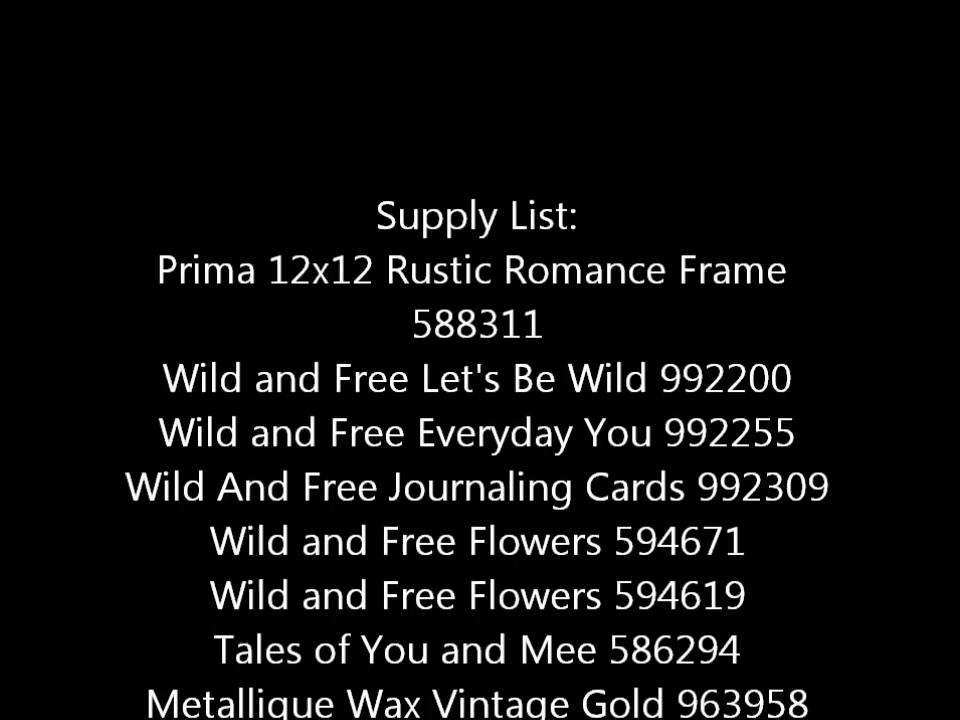 Supply List:
Prima 12x12 Rustic Romance Frame
588311
Wild and Free Let's Be Wild 992200
Wild and Free Everyday You 992255
Wild And Free Journaling Cards 992309
Wild and Free Flowers 594671
Wild and Free Flowers 594619
Tales of You and Mee 586294
Metallique Wax Vintage Gold 963958